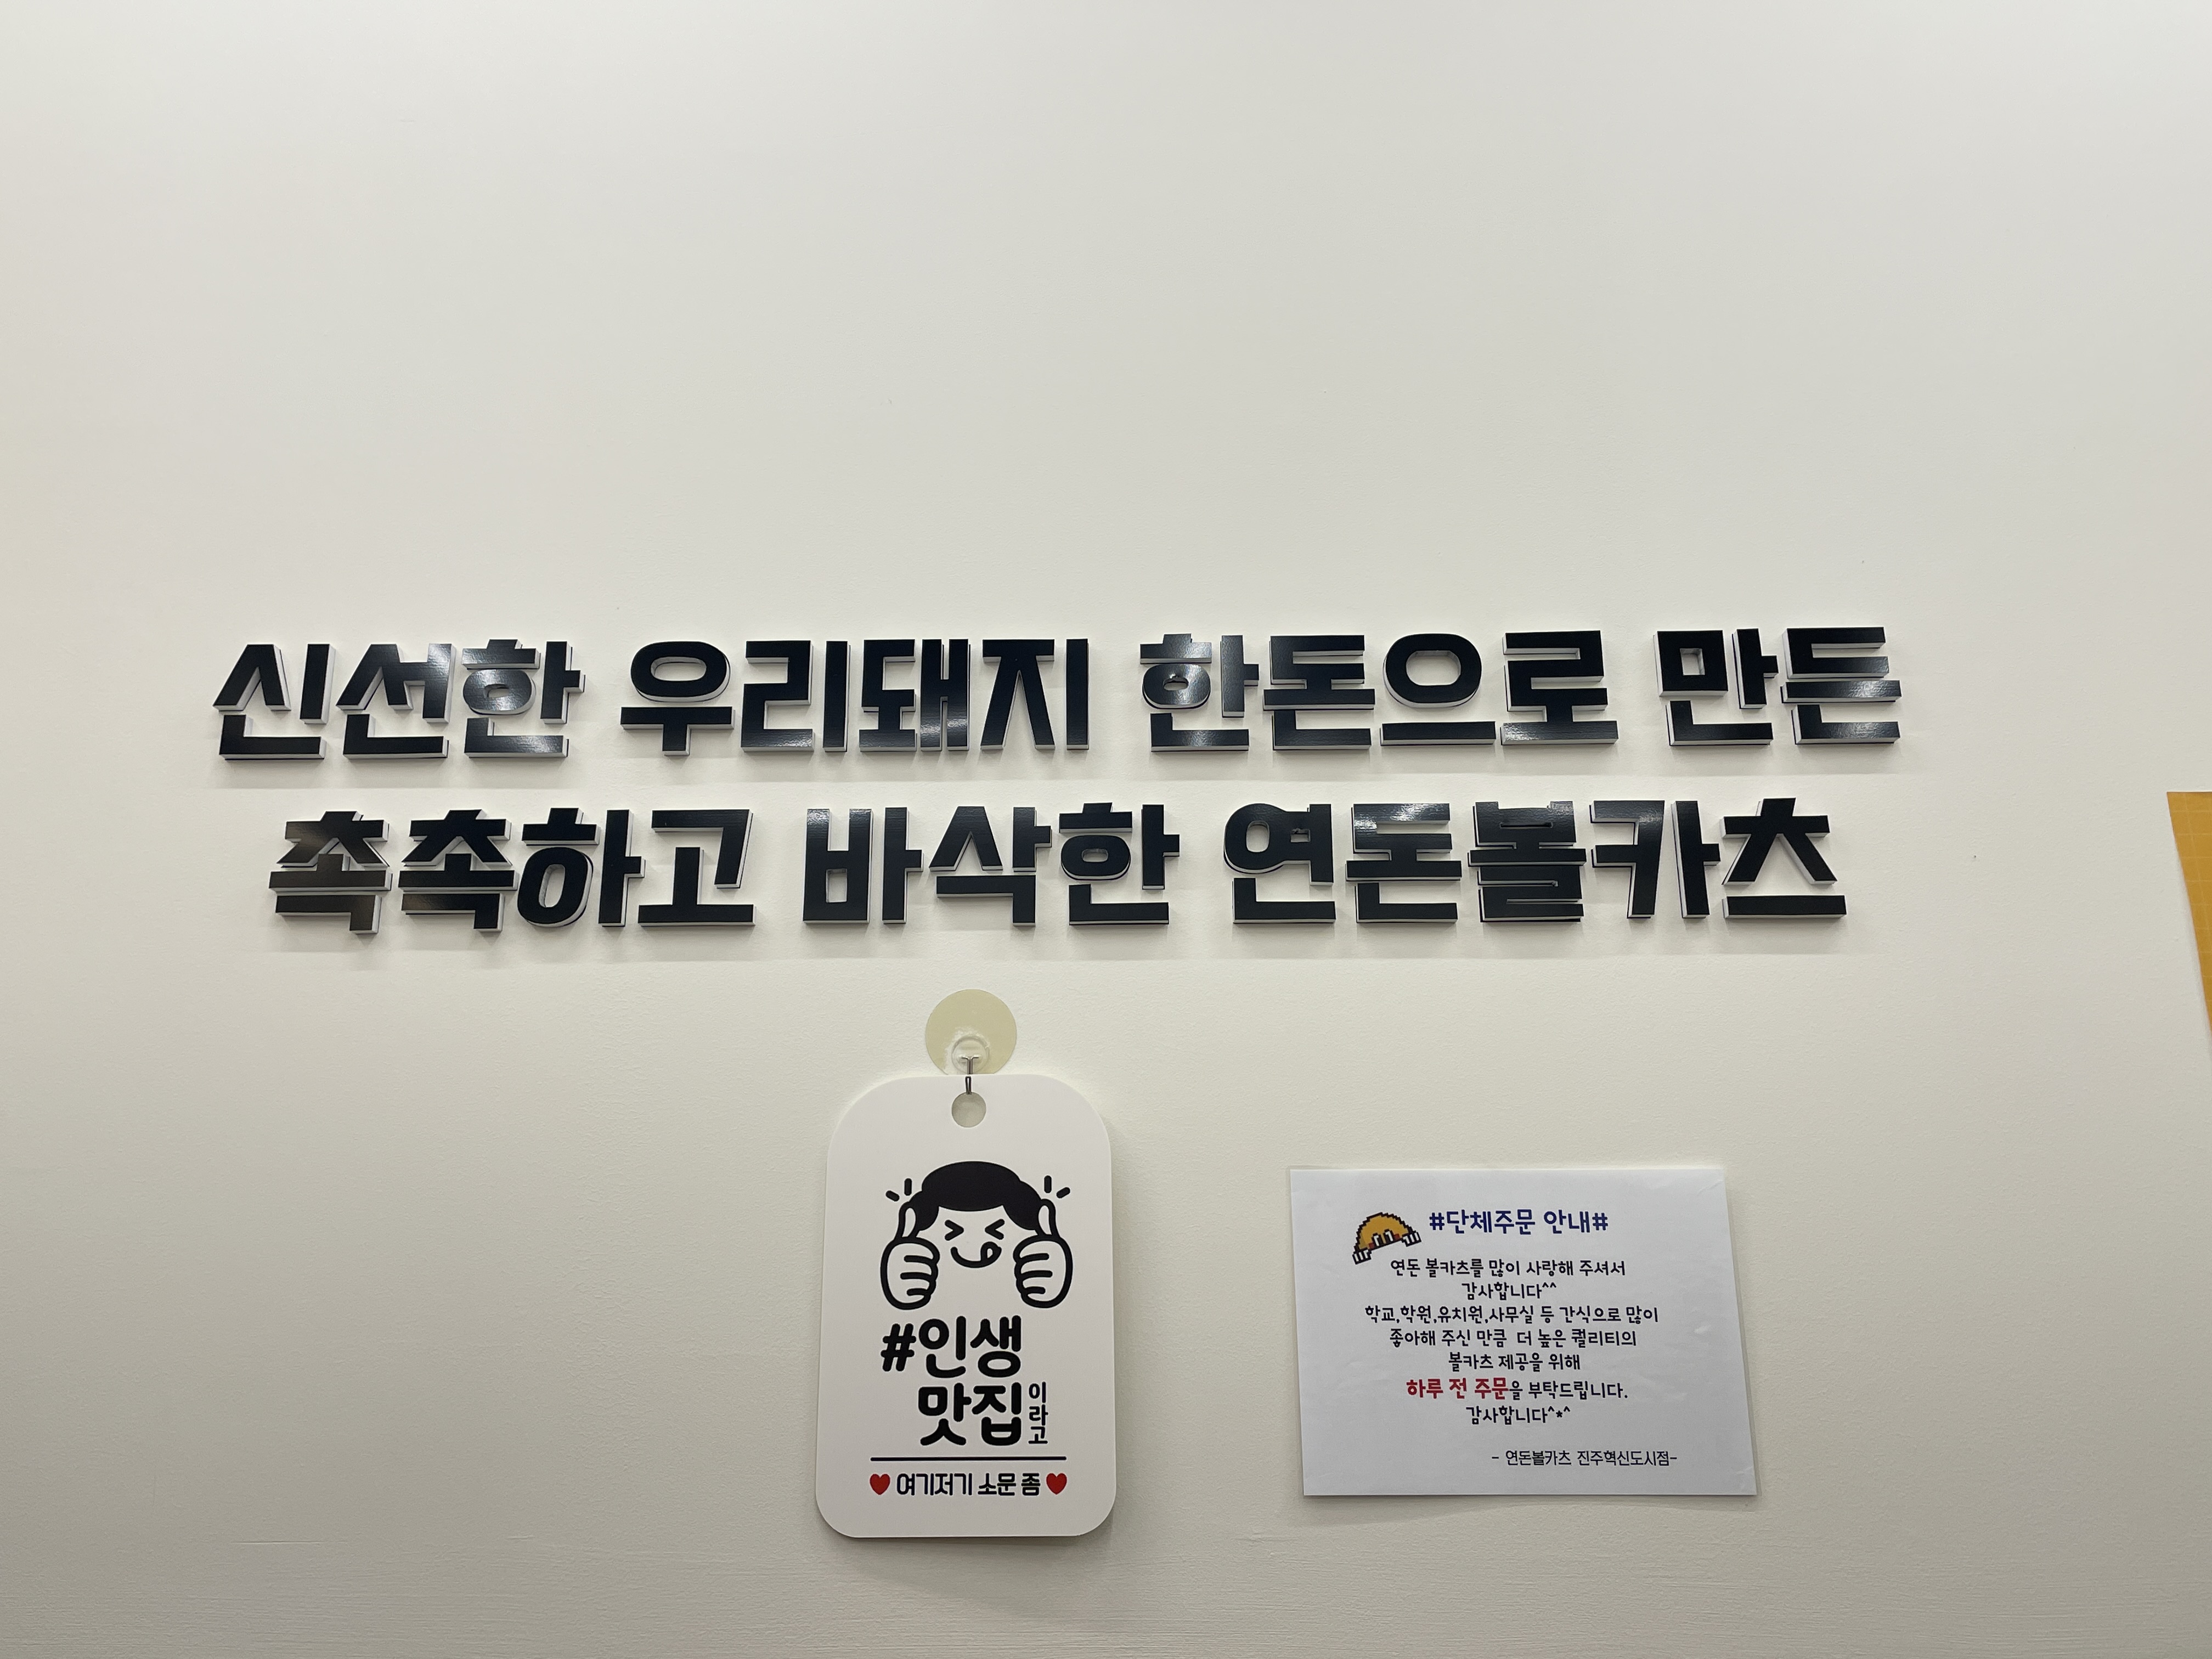 신선한 우리돼지 한돈으로 만든
촉촉하고 바삭한 연돈볼카츠
#인생
맛집이라고
여기저기 소문 좀
#단체주문 안내#
연돈 볼카츠를 많이 사랑해 주셔서
감사합니다^^
학교,학원,유치원,사무실 등 간식으로 많이
좋아해 주신 만큼 더 높은 퀄리티의
볼카츠 제공을 위해
하루 전 주문을 부탁드립니다.
감사합니다^*^
- 연돈볼카츠 진주혁신도시점-